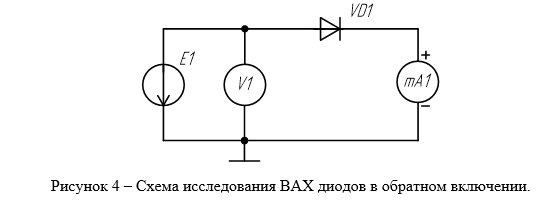 VD1
E1
V1
+
mA1
−
Рисунок 4 – Схема исследования ВАХ диодов в обратном включении.